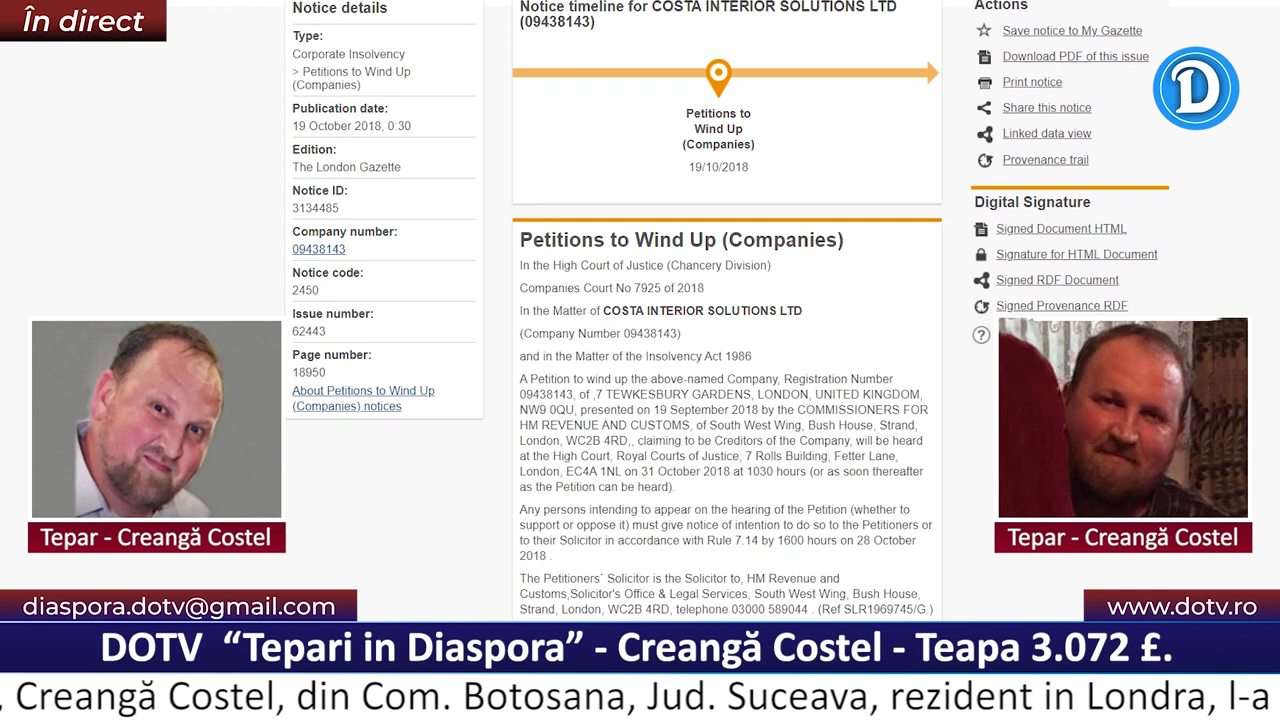 În direct
Notice details
Type:
Corporate Insolvency
> Petitions to Wind Up
(Companies)
Publication date:
19 October 2018, 0:30
Edition:
The London Gazette
Notice ID:
3134485
Company number:
09438143
Notice code:
2450
Issue number:
62443
Page number:
18950
About Petitions to Wind Up
(Companies) notices
Notice timeline for COSTA INTERIOR SOLUTIONS LTD
(09438143)
Petitions to
Wind Up
(Companies)
19/10/2018
Petitions to Wind Up (Companies)
In the High Court of Justice (Chancery Division)
Companies Court No 7925 of 2018
In the Matter of COSTA INTERIOR SOLUTIONS LTD
(Company Number 09438143)
and in the Matter of the Insolvency Act 1986
A Petition to wind up the above-named Company, Registration Number
09438143, of ,7 TEWKESBURY GARDENS, LONDON, UNITED KINGDOM,
NW9 0QU, presented on 19 September 2018 by the COMMISSIONERS FOR
HM REVENUE AND CUSTOMS, of South West Wing, Bush House, Strand,
London, WC2B 4RD,, claiming to be Creditors of the Company, will be heard
at the High Court, Royal Courts of Justice, 7 Rolls Building, Fetter Lane,
London, EC4A 1NL on 31 October 2018 at 1030 hours (or as soon thereafter
as the Petition can be heard).
Any persons intending to appear on the hearing of the Petition (whether to
support or oppose it) must give notice of intention to do so to the Petitioners or
to their Solicitor in accordance with Rule 7.14 by 1600 hours on 28 October
2018 .
The Petitioners` Solicitor is the Solicitor to, HM Revenue and
Customs,Solicitor's Office & Legal Services, South West Wing, Bush House,
Strand, London, WC2B 4RD, telephone 03000 589044 . (Ref SLR1969745/G.)
Actions
Save notice to My Gazette
Download PDF of this issue
Print notice
Share this notice
Linked data view
Provenance trail
Digital Signature
Signed Document HTML
Signature for HTML Document
Signed RDF Document
Signed Provenance RDF
?
D
Tepar - Creangă Costel
Tepar - Creangă Costel
diaspora.dotv@gmail.com
www.dotv.ro
DOTV “Tepari in Diaspora” - Creangă Costel - Teapa 3.072 £.
, Creangă Costel, din Com. Botosana, Jud. Suceava, rezident in Londra, l-a